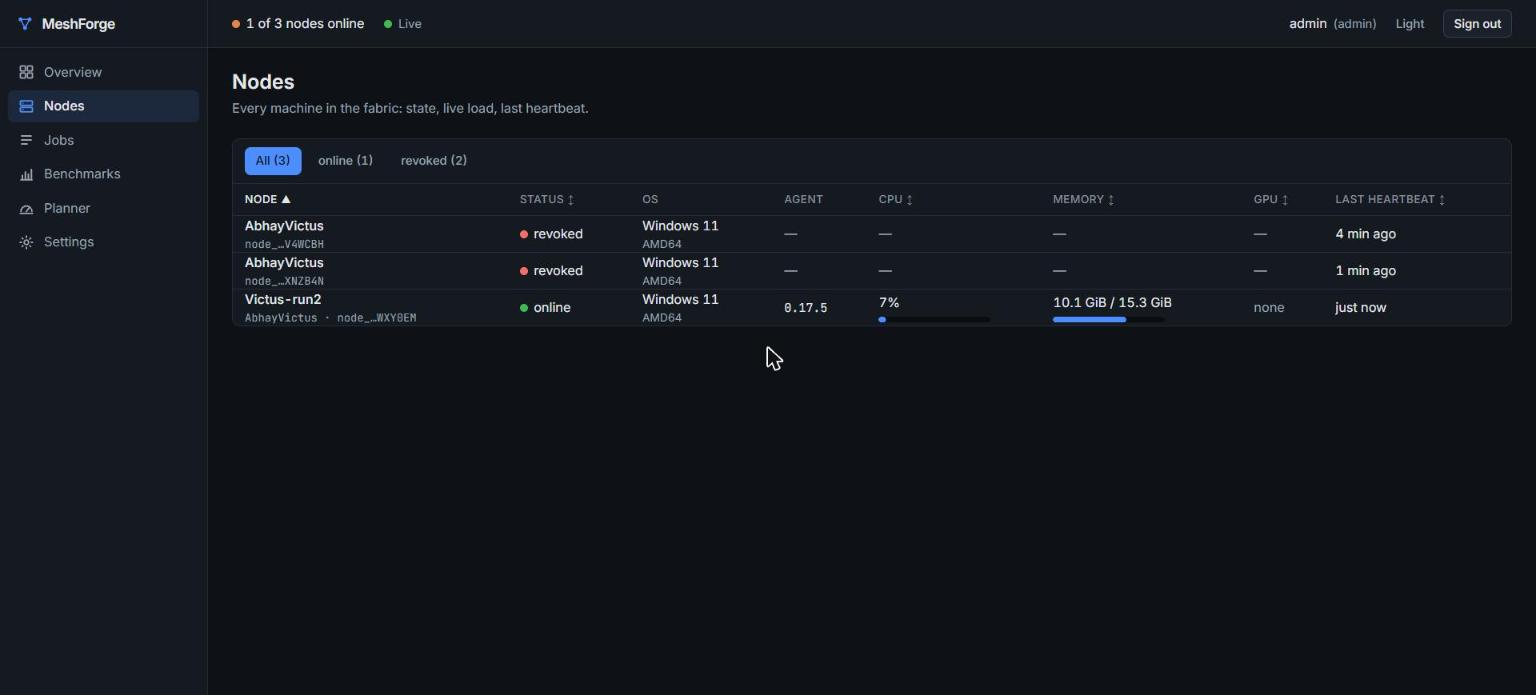 MeshForge
1 of 3 nodes online Live admin (admin) Light Sign out
Overview
Nodes
Jobs
Benchmarks
Planner
Settings
Nodes
Every machine in the fabric: state, live load, last heartbeat.
All (3) online (1) revoked (2)
NODE ▲ STATUS ↕ OS AGENT CPU ↕ MEMORY ↕ GPU ↕ LAST HEARTBEAT ↕
AbhayVictus revoked Windows 11 — — — — 4 min ago
node_…V4WCBH AMD64
AbhayVictus revoked Windows 11 — — — — 1 min ago
node_…XNZB4N AMD64
Victus-run2 online Windows 11 0.17.5 7% 10.1 GiB / 15.3 GiB none just now
AbhayVictus · node_…WXY0EM AMD64